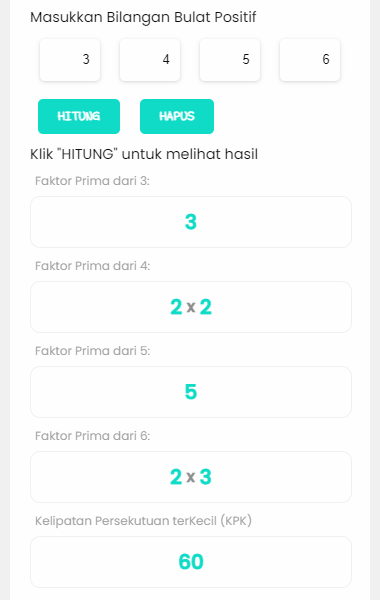 Masukkan Bilangan Bulat Positif
3 4 5 6
HITUNG HAPUS
Klik "HITUNG" untuk melihat hasil
Faktor Prima dari 3:
3
Faktor Prima dari 4:
2 x 2
Faktor Prima dari 5:
5
Faktor Prima dari 6:
2 x 3
Kelipatan Persekutuan terKecil (KPK)
60